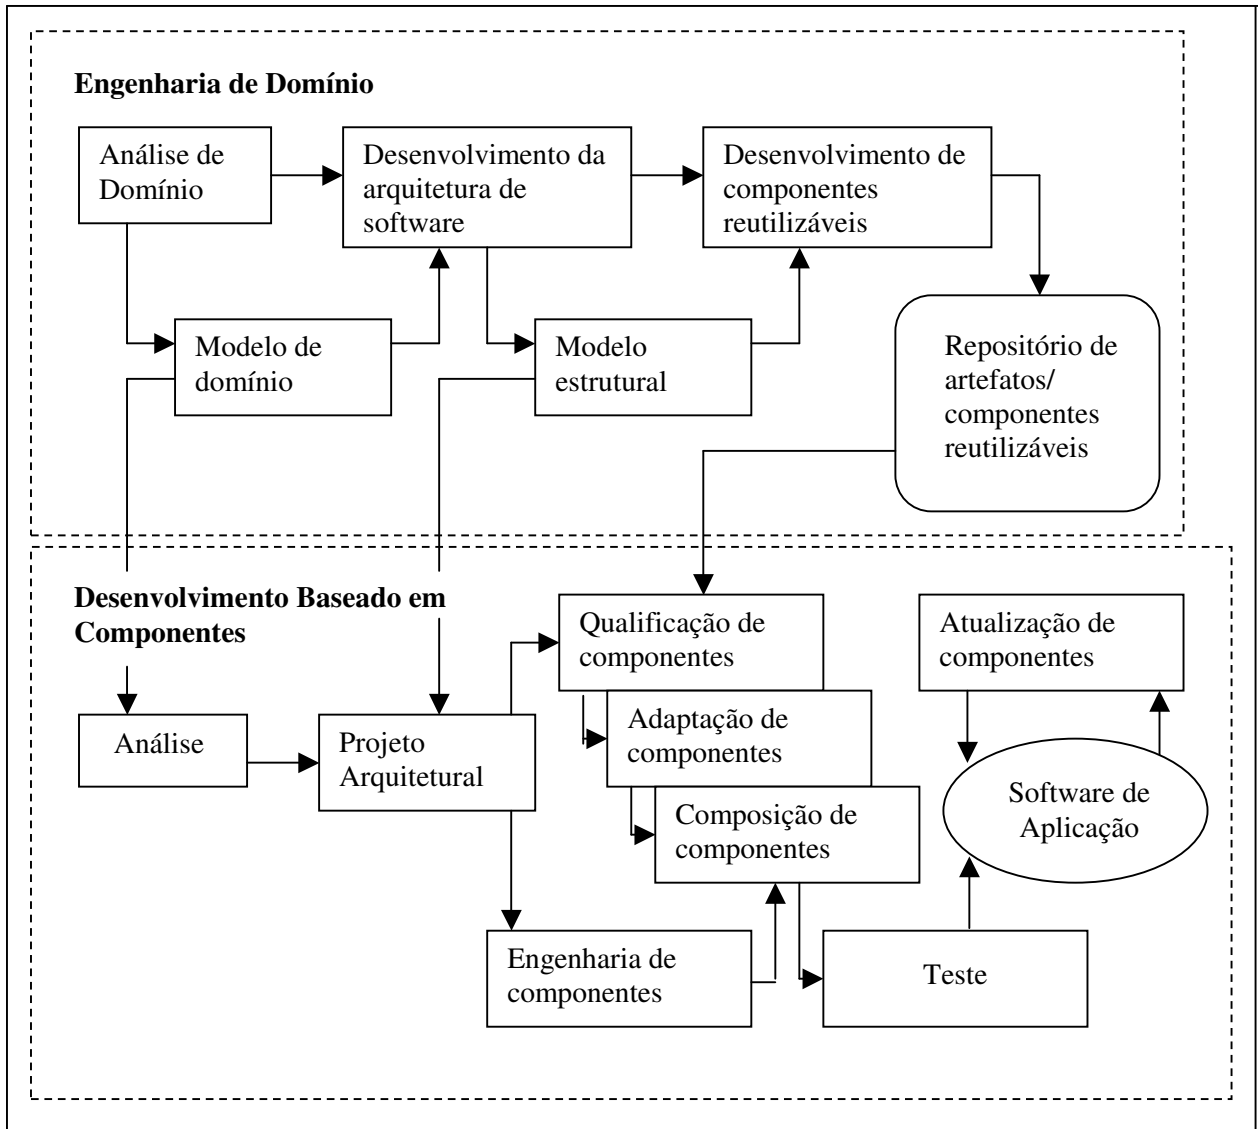 Engenharia de Domínio
Análise de
Domínio
Desenvolvimento da
arquitetura de
software
Desenvolvimento de
componentes
reutilizáveis
Modelo de
domínio
Modelo
estrutural
Repositório de
artefatos/
componentes
reutilizáveis
Desenvolvimento Baseado em
Componentes
Qualificação de
componentes
Atualização de
componentes
Análise
Projeto
Arquitetural
Adaptação de
componentes
Composição de
componentes
Software de
Aplicação
Engenharia de
componentes
Teste